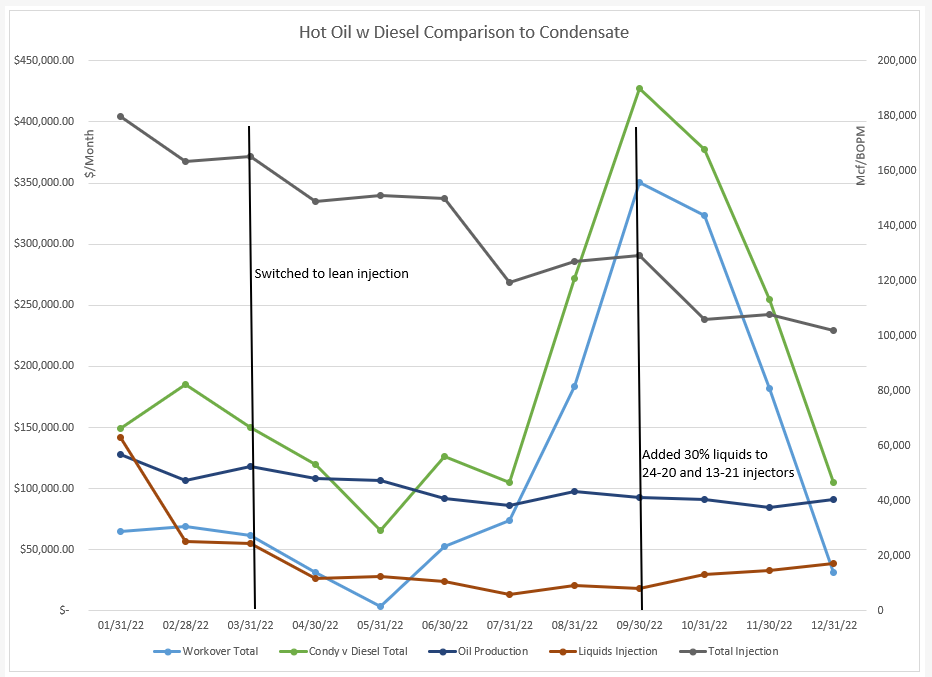 Hot Oil w Diesel Comparison to Condensate
$450,000.00
$400,000.00
$350,000.00
$300,000.00
$250,000.00
$200,000.00
$150,000.00
$100,000.00
$50,000.00
$-
$/Month
200,000
180,000
160,000
140,000
120,000
100,000
80,000
60,000
40,000
20,000
0
Mcf/BOPM
Switched to lean injection
Added 30% liquids to
24-20 and 13-21 injectors
01/31/22 02/28/22 03/31/22 04/30/22 05/31/22 06/30/22 07/31/22 08/31/22 09/30/22 10/31/22 11/30/22 12/31/22
Workover Total Condy v Diesel Total Oil Production Liquids Injection Total Injection